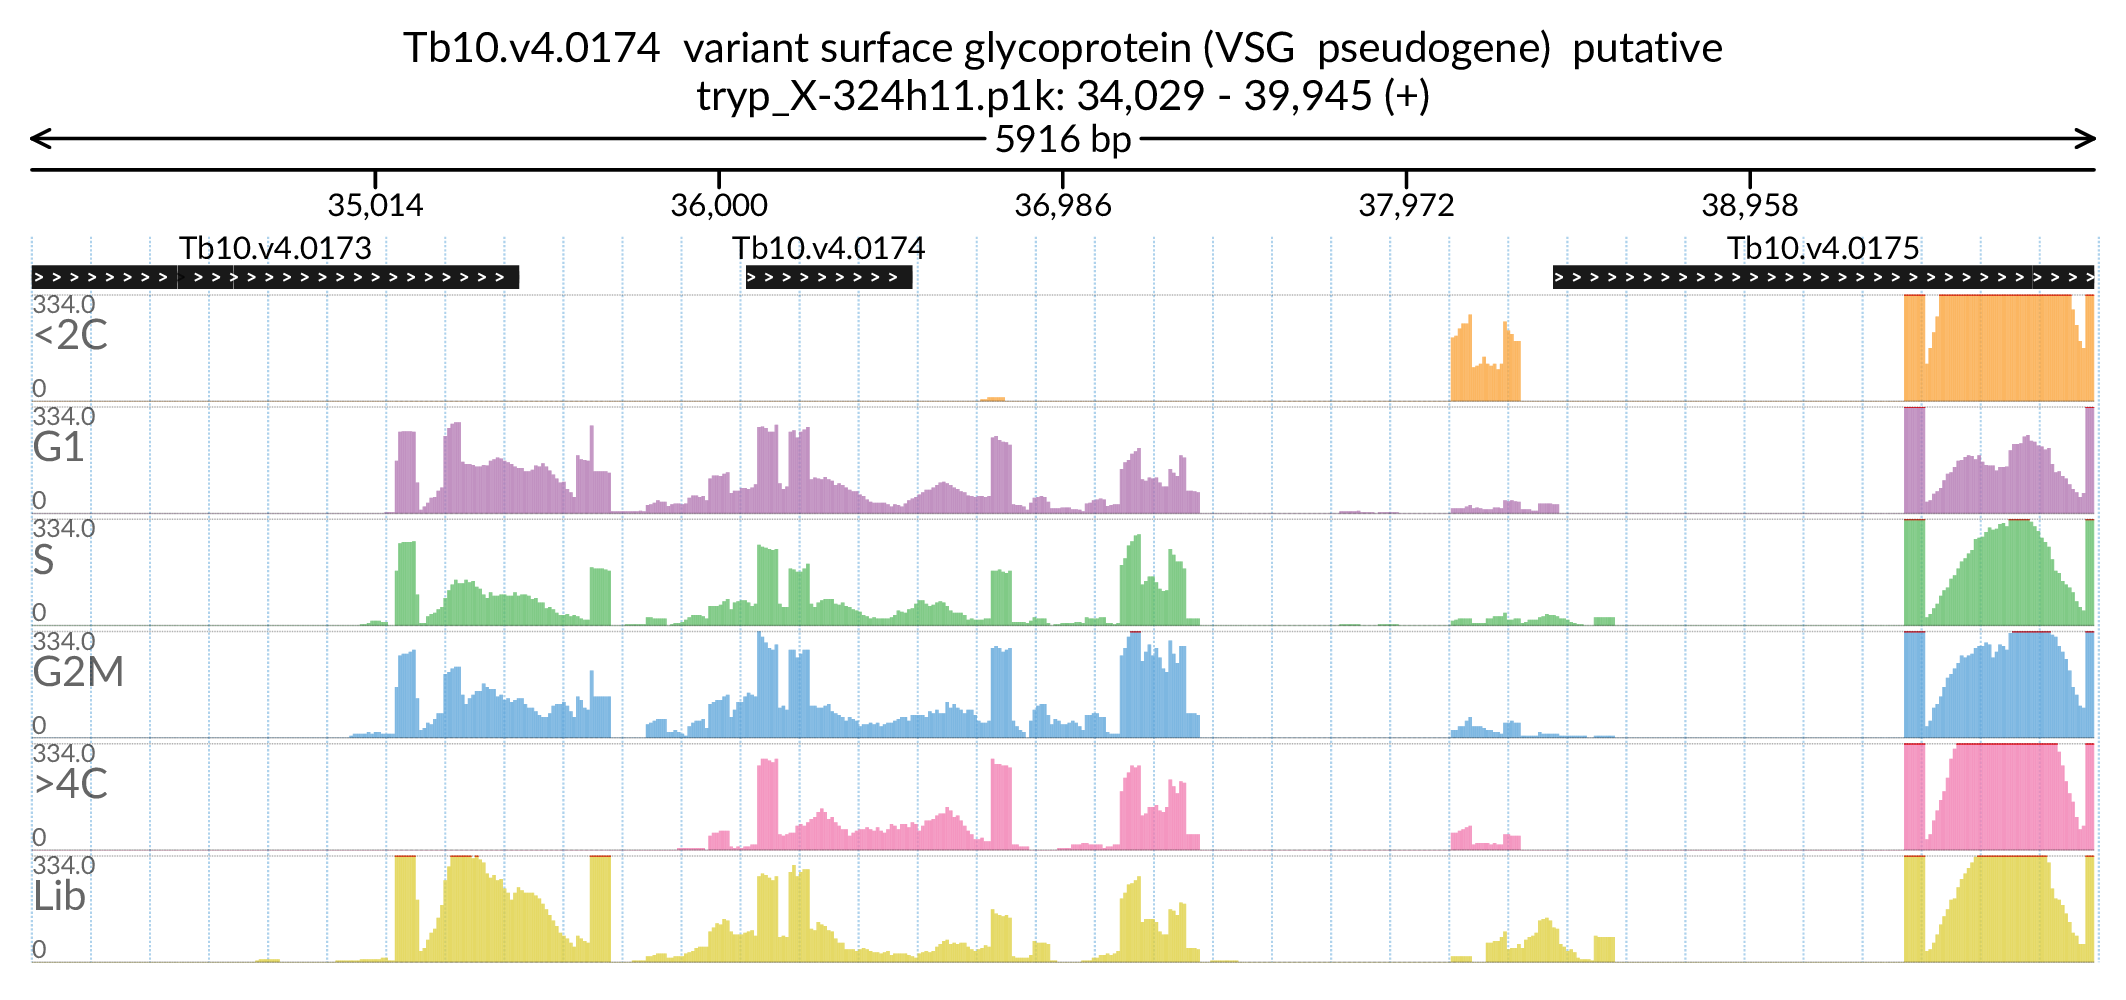 Tb10.v4.0174 variant surface glycoprotein (VSG pseudogene) putative
tryp_X-324h11.p1k: 34,029 - 39,945 (+)
5916 bp
35,014 36,000 36,986 37,972 38,958
Tb10.v4.0173 Tb10.v4.0174 Tb10.v4.0175
334.0
<2C
0
334.0
G1
0
334.0
S
0
334.0
G2M
0
334.0
>4C
0
334.0
Lib
0